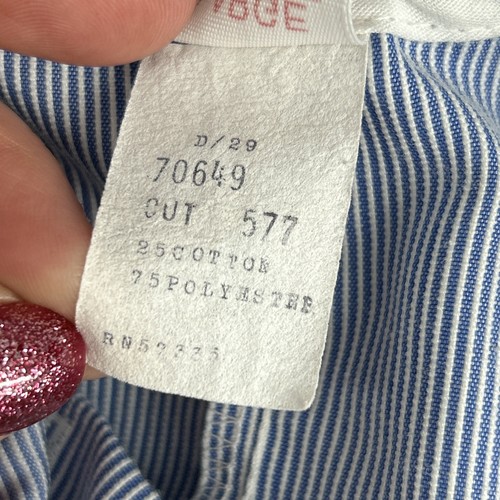 D/29
70649
CUT 577
25COTTON
75POLYESTER